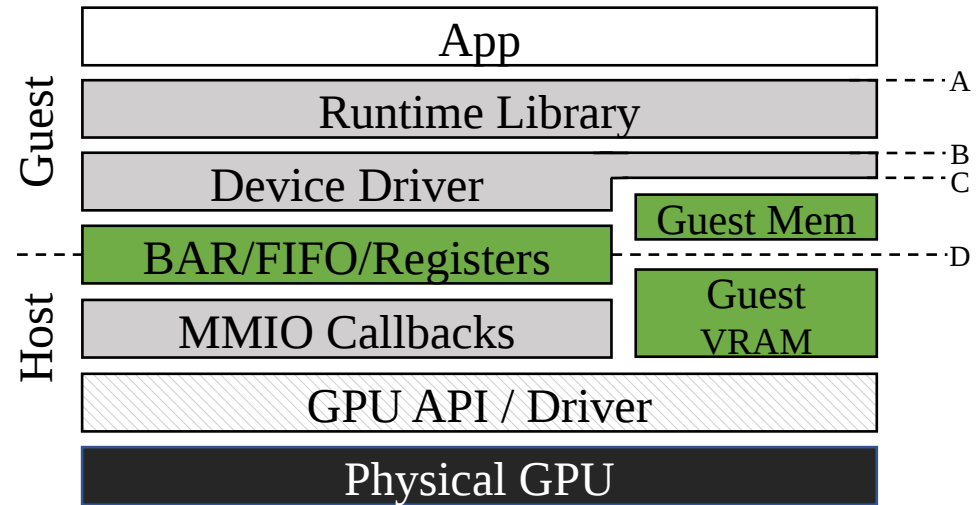 App
A
Runtime Library
Guest
B
Device Driver
C
Guest Mem
BAR/FIFO/Registers
D
Guest
VRAM
Host
MMIO Callbacks
GPU API / Driver
Physical GPU